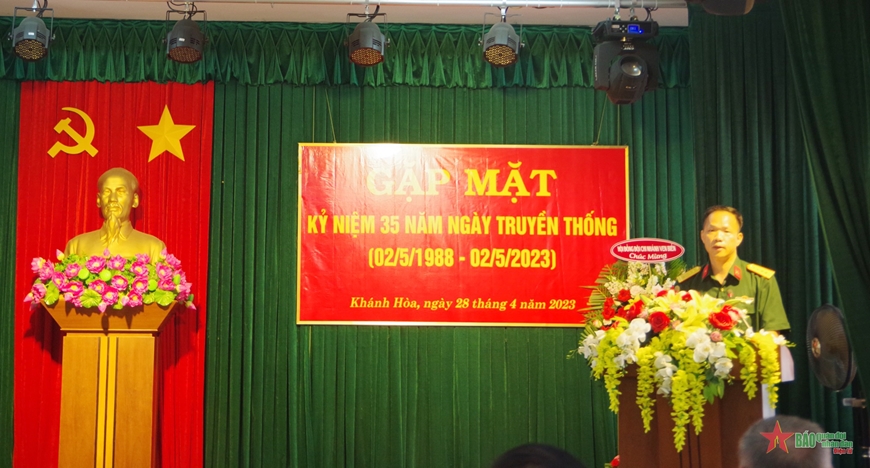 GẶP MẶT
KỶ NIỆM 35 NĂM NGÀY TRUYỀN THỐNG
(02/5/1988 - 02/5/2023)
Khánh Hòa, ngày 28 tháng 4 năm 2023
Chúc Mừng
BÁO